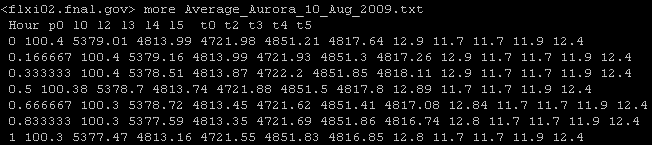 <flxi02.fnal.gov> more Average_Aurora_10_Aug_2009.txt
Hour p0 l0 l2 l3 l4 l5 t0 t2 t3 t4 t5
0 100.4 5379.01 4813.99 4721.98 4851.21 4817.64 12.9 11.7 11.7 11.9 12.4
0.166667 100.4 5379.16 4813.99 4721.93 4851.3 4817.26 12.9 11.7 11.7 11.9 12.4
0.333333 100.4 5378.51 4813.87 4722.2 4851.85 4818.11 12.9 11.7 11.7 11.9 12.4
0.5 100.38 5378.7 4813.74 4721.88 4851.5 4817.8 12.89 11.7 11.7 11.9 12.4
0.666667 100.3 5378.72 4813.45 4721.62 4851.41 4817.08 12.84 11.7 11.7 11.9 12.4
0.833333 100.3 5377.59 4813.35 4721.69 4851.86 4816.74 12.8 11.7 11.7 11.9 12.4
1 100.3 5377.47 4813.16 4721.55 4851.83 4816.85 12.8 11.7 11.7 11.9 12.4